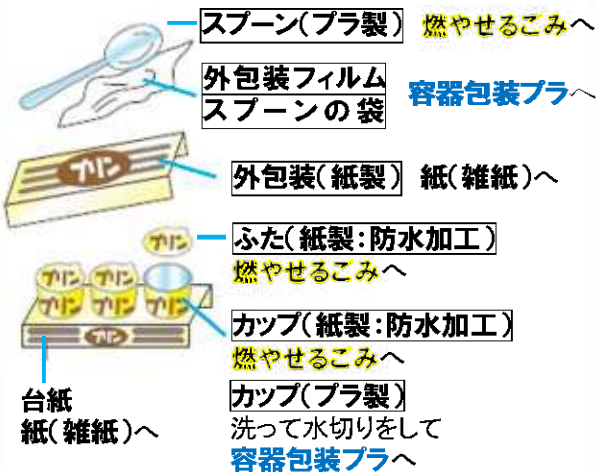 スプーン(プラ製) 燃やせるごみへ
外包装フィルム
スプーンの袋
容器包装プラへ
プリン
外包装(紙製) 紙(雑紙)へ
プリン
ふた(紙製:防水加工)
燃やせるごみへ
プリン プリン
プリン プリン プリン
プリン
カップ(紙製:防水加工)
燃やせるごみへ
カップ(プラ製)
洗って水切りをして
容器包装プラへ
台紙
紙(雑紙)へ